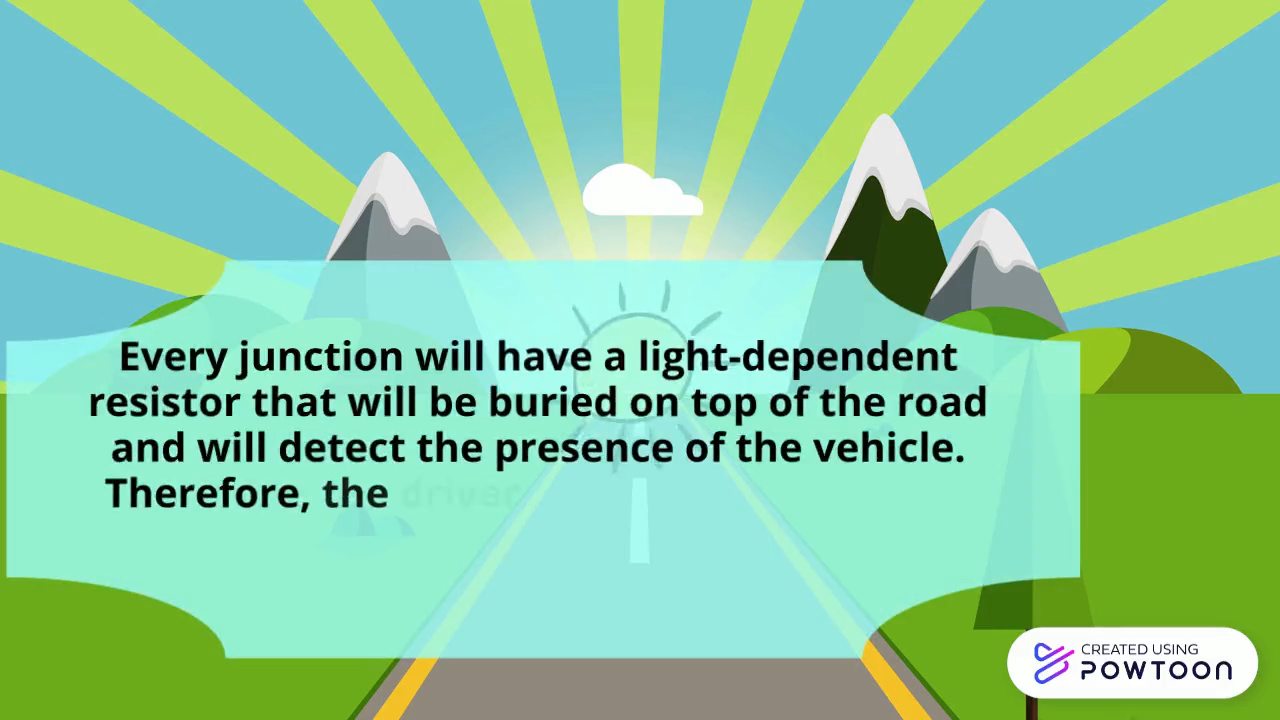 Every junction will have a light-dependent
resistor that will be buried on top of the road
and will detect the presence of the vehicle.
Therefore, the
CREATED USING
POWTOON